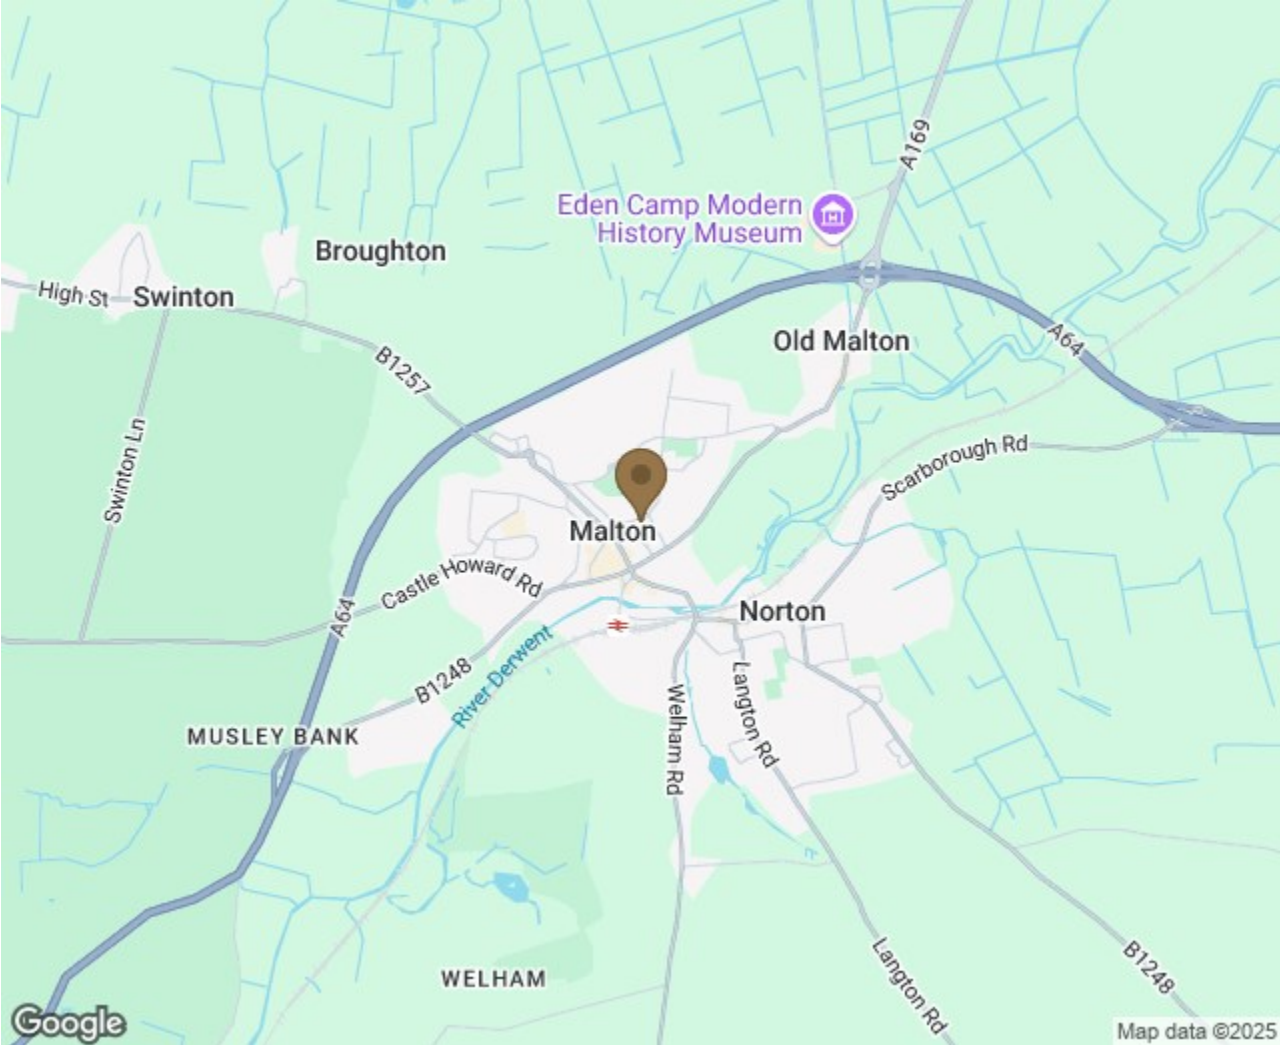 A169
Eden Camp Modern
History Museum
Broughton
High St
Swinton
B1257
Old Malton
A64
Swinton Ln
Scarborough Rd
Malton
Castle Howard Rd
A64
Norton
B1248
River Derwent
Welham Rd
Langton Rd
MUSLEY BANK
WELHAM
Langton Rd
B1248
Google
Map data ©2025